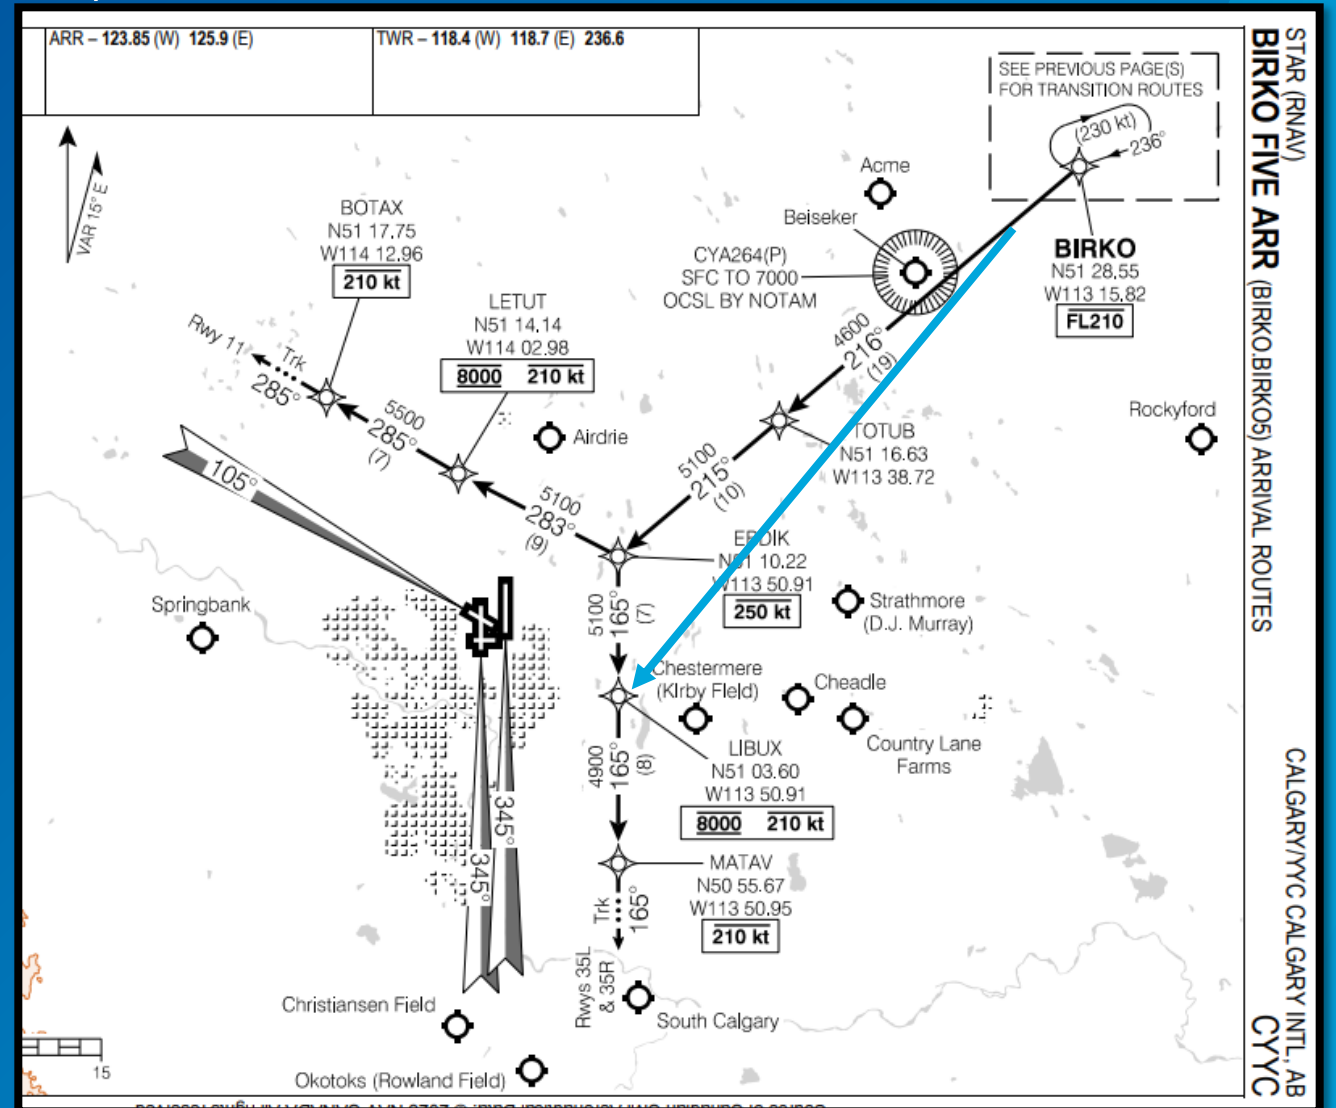 ARR – 123.85 (W) 125.9 (E)
TWR – 118.4 (W) 118.7 (E) 236.6
STAR (RNAV)
BIRKO FIVE ARR (BIRKO.BIRKO5) ARRIVAL ROUTES
CALGARY/YYC CALGARY INTL, AB
CYYC
SEE PREVIOUS PAGE(S)
FOR TRANSITION ROUTES
(230 kt)
236°
BIRKO
N51 28.55
W113 15.82
FL210
VAR 15° E
Acme
Beiseker
CYA264(P)
SFC TO 7000
OCSL BY NOTAM
BOTAX
N51 17.75
W114 12.96
210 kt
LETUT
N51 14.14
W114 02.98
8000 210 kt
4600
216°
(19)
Rwy 11
Trk
285°
5500
285°
(7)
Airdrie
TOTUB
N51 16.63
W113 38.72
Rockyford
5100
215°
(10)
105°
5100
283°
(9)
ERDIK
N51 10.22
W113 50.91
250 kt
Springbank
5100
165°
(7)
Strathmore
(D.J. Murray)
Chestermere
(KIrby FIeld)
Cheadle
Country Lane
Farms
LIBUX
N51 03.60
W113 50.91
8000 210 kt
4900
165°
(8)
345°
345°
MATAV
N50 55.67
W113 50.95
210 kt
Trk
165°
Rwys 35L
& 35R
Christiansen Field
South Calgary
Okotoks (Rowland Field)
15